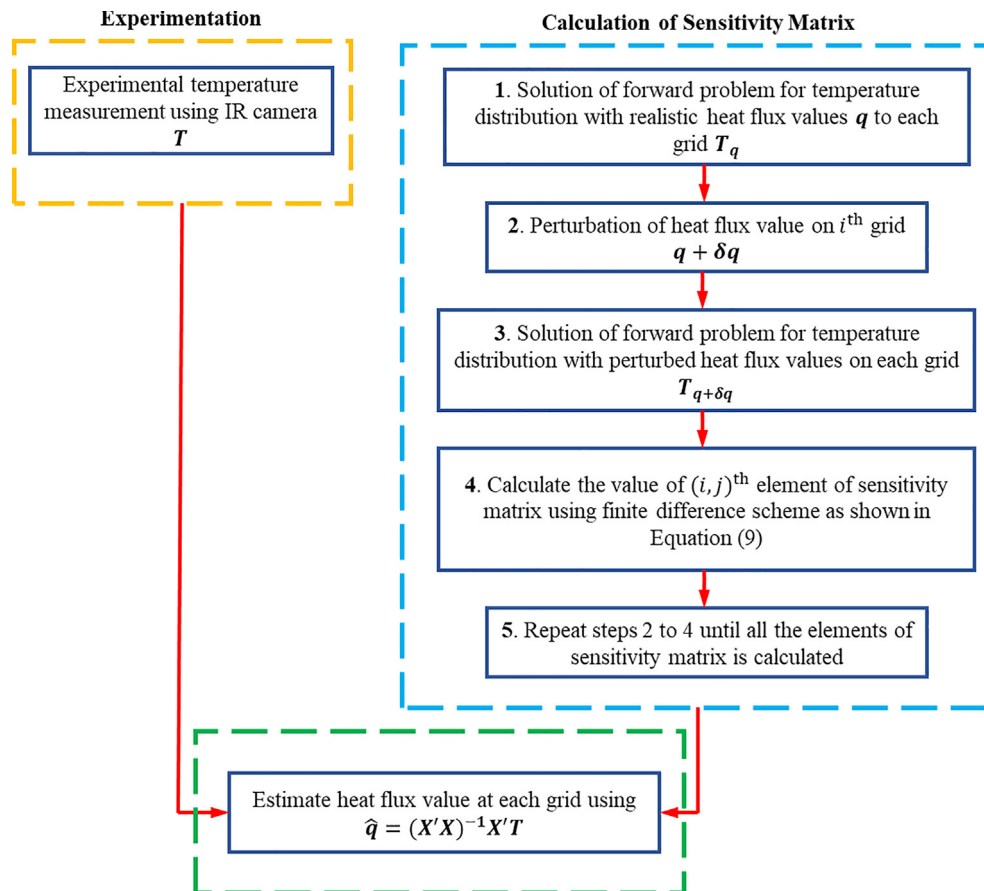 Experimentation
Experimental temperature
measurement using IR camera
T
Calculation of Sensitivity Matrix
1. Solution of forward problem for temperature
distribution with realistic heat flux values q to each
grid T_q
2. Perturbation of heat flux value on i^th grid
q + δq
3. Solution of forward problem for temperature
distribution with perturbed heat flux values on each grid
T_{q+δq}
4. Calculate the value of (i,j)^th element of sensitivity
matrix using finite difference scheme as shown in
Equation (9)
5. Repeat steps 2 to 4 until all the elements of
sensitivity matrix is calculated
Estimate heat flux value at each grid using
q̂ = (X′X)⁻¹X′T